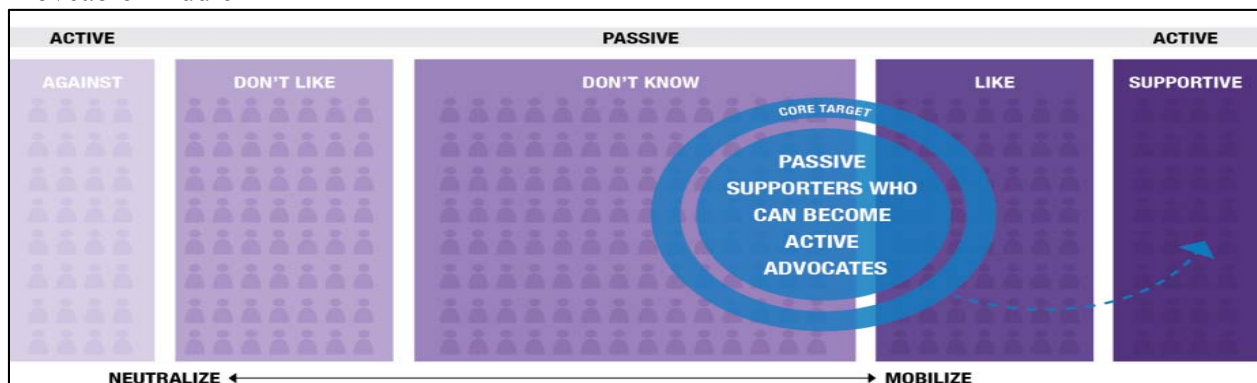 ACTIVE PASSIVE ACTIVE
AGAINST DON'T LIKE DON'T KNOW LIKE SUPPORTIVE
CORE TARGET
PASSIVE
SUPPORTERS WHO
CAN BECOME
ACTIVE
ADVOCATES
NEUTRALIZE MOBILIZE